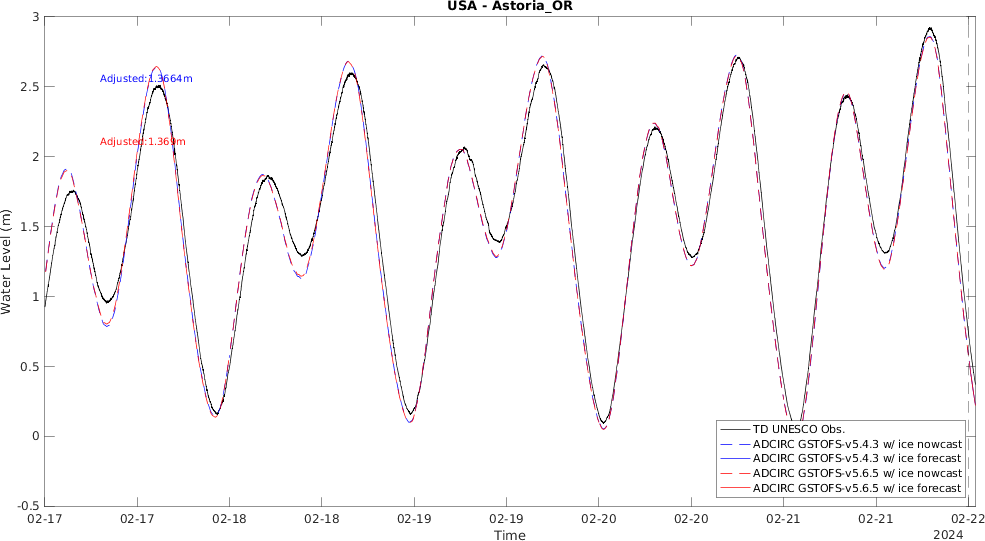 USA - Astoria_OR
3
2.5
2
1.5
1
0.5
0
-0.5
Water Level (m)
Adjusted:1.3664m
Adjusted:1.369m
TD UNESCO Obs.
ADCIRC GSTOFS-v5.4.3 w/ ice nowcast
ADCIRC GSTOFS-v5.4.3 w/ ice forecast
ADCIRC GSTOFS-v5.6.5 w/ ice nowcast
ADCIRC GSTOFS-v5.6.5 w/ ice forecast
02-17 02-17 02-18 02-18 02-19 02-19 02-20 02-20 02-21 02-21 02-22
Time
2024